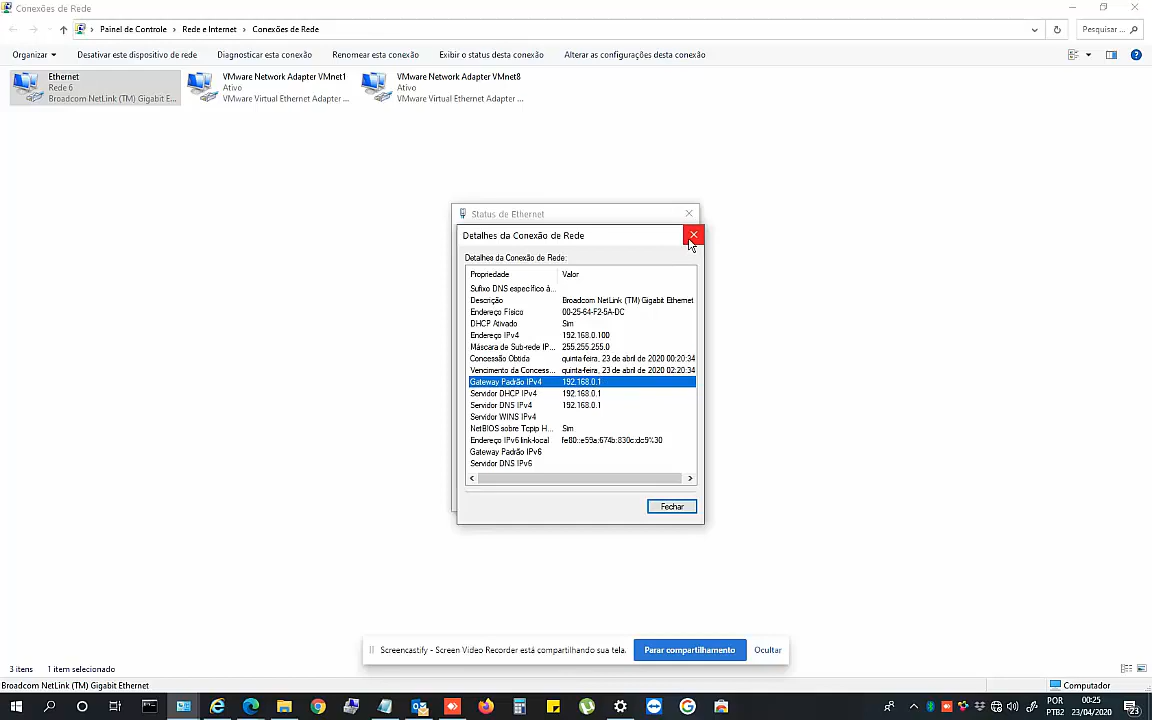 Conexões de Rede
Painel de Controle > Rede e Internet > Conexões de Rede
Pesquisar ...
Organizar Desativar este dispositivo de rede Diagnosticar esta conexão Renomear esta conexão Exibir o status desta conexão Alterar as configurações desta conexão
Ethernet
Rede 6
Broadcom NetLink (TM) Gigabit E...
VMware Network Adapter VMnet1
Ativo
VMware Virtual Ethernet Adapter ...
VMware Network Adapter VMnet8
Ativo
VMware Virtual Ethernet Adapter ...
Status de Ethernet
Detalhes da Conexão de Rede
Detalhes da Conexão de Rede:
Propriedade Valor
Sufixo DNS específico à...
Descrição Broadcom NetLink (TM) Gigabit Ethernet
Endereço Físico 00-25-64-F2-5A-DC
DHCP Ativado Sim
Endereço IPv4 192.168.0.100
Máscara de Sub-rede IP... 255.255.255.0
Concessão Obtida quinta-feira, 23 de abril de 2020 00:20:34
Vencimento da Concess... quinta-feira, 23 de abril de 2020 02:20:34
Gateway Padrão IPv4 192.168.0.1
Servidor DHCP IPv4 192.168.0.1
Servidor DNS IPv4 192.168.0.1
Servidor WINS IPv4
NetBIOS sobre Tcpip H... Sim
Endereço IPv6 link-local fe80::e59a:674b:830c:dc5%30
Gateway Padrão IPv6
Servidor DNS IPv6
Fechar
Screencastify - Screen Video Recorder está compartilhando sua tela.
Parar compartilhamento
Ocultar
3 itens 1 item selecionado
Broadcom NetLink (TM) Gigabit Ethernet
Computador
POR
PTB2
00:25
23/04/2020
23